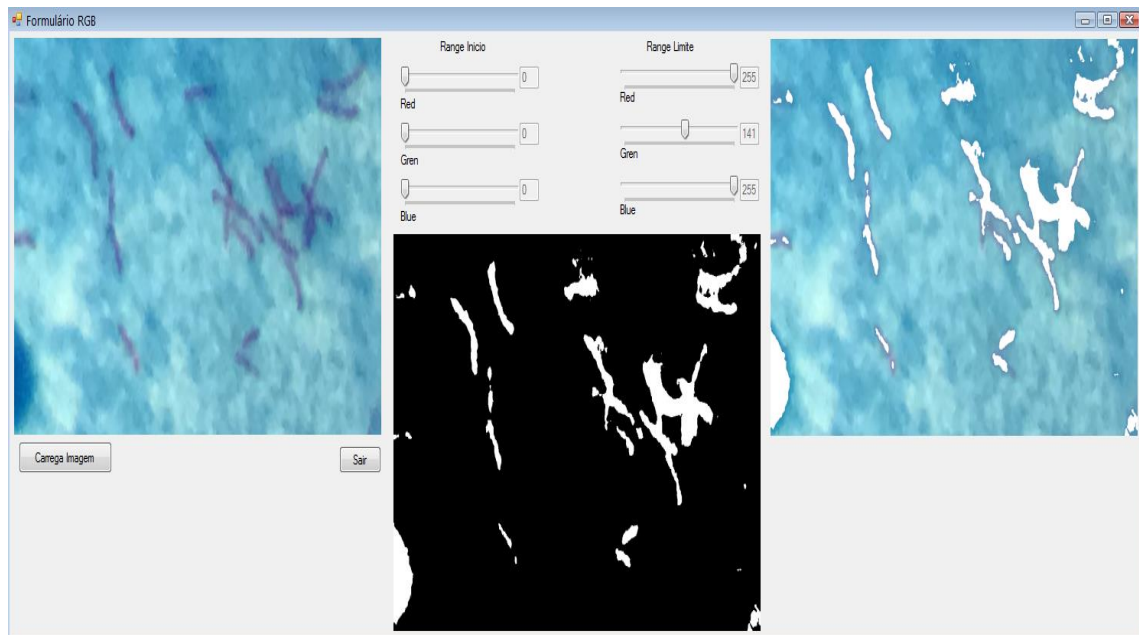 Formulário RGB
Range Inicio
Range Limite
0
255
Red
Red
0
141
Gren
Gren
0
255
Blue
Blue
Carrega Imagem
Sair